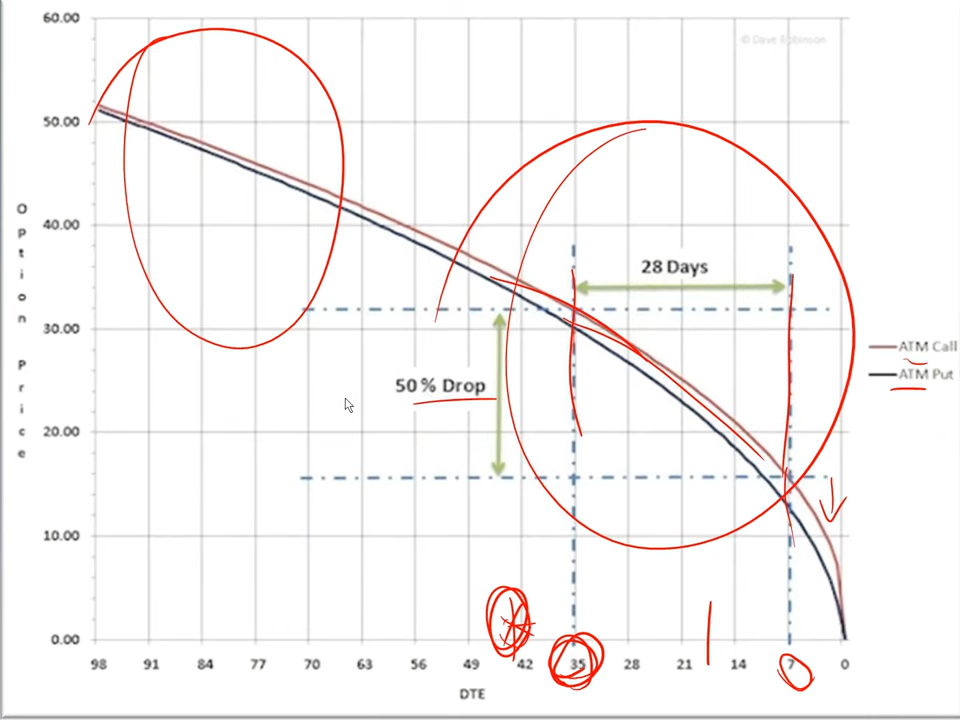 60.00
© Dave Robinson
50.00
40.00
30.00
20.00
10.00
0.00
Option Price
28 Days
50 % Drop
ATM Call
ATM Put
98 91 84 77 70 63 56 49 42 35 28 21 14 7 0
DTE